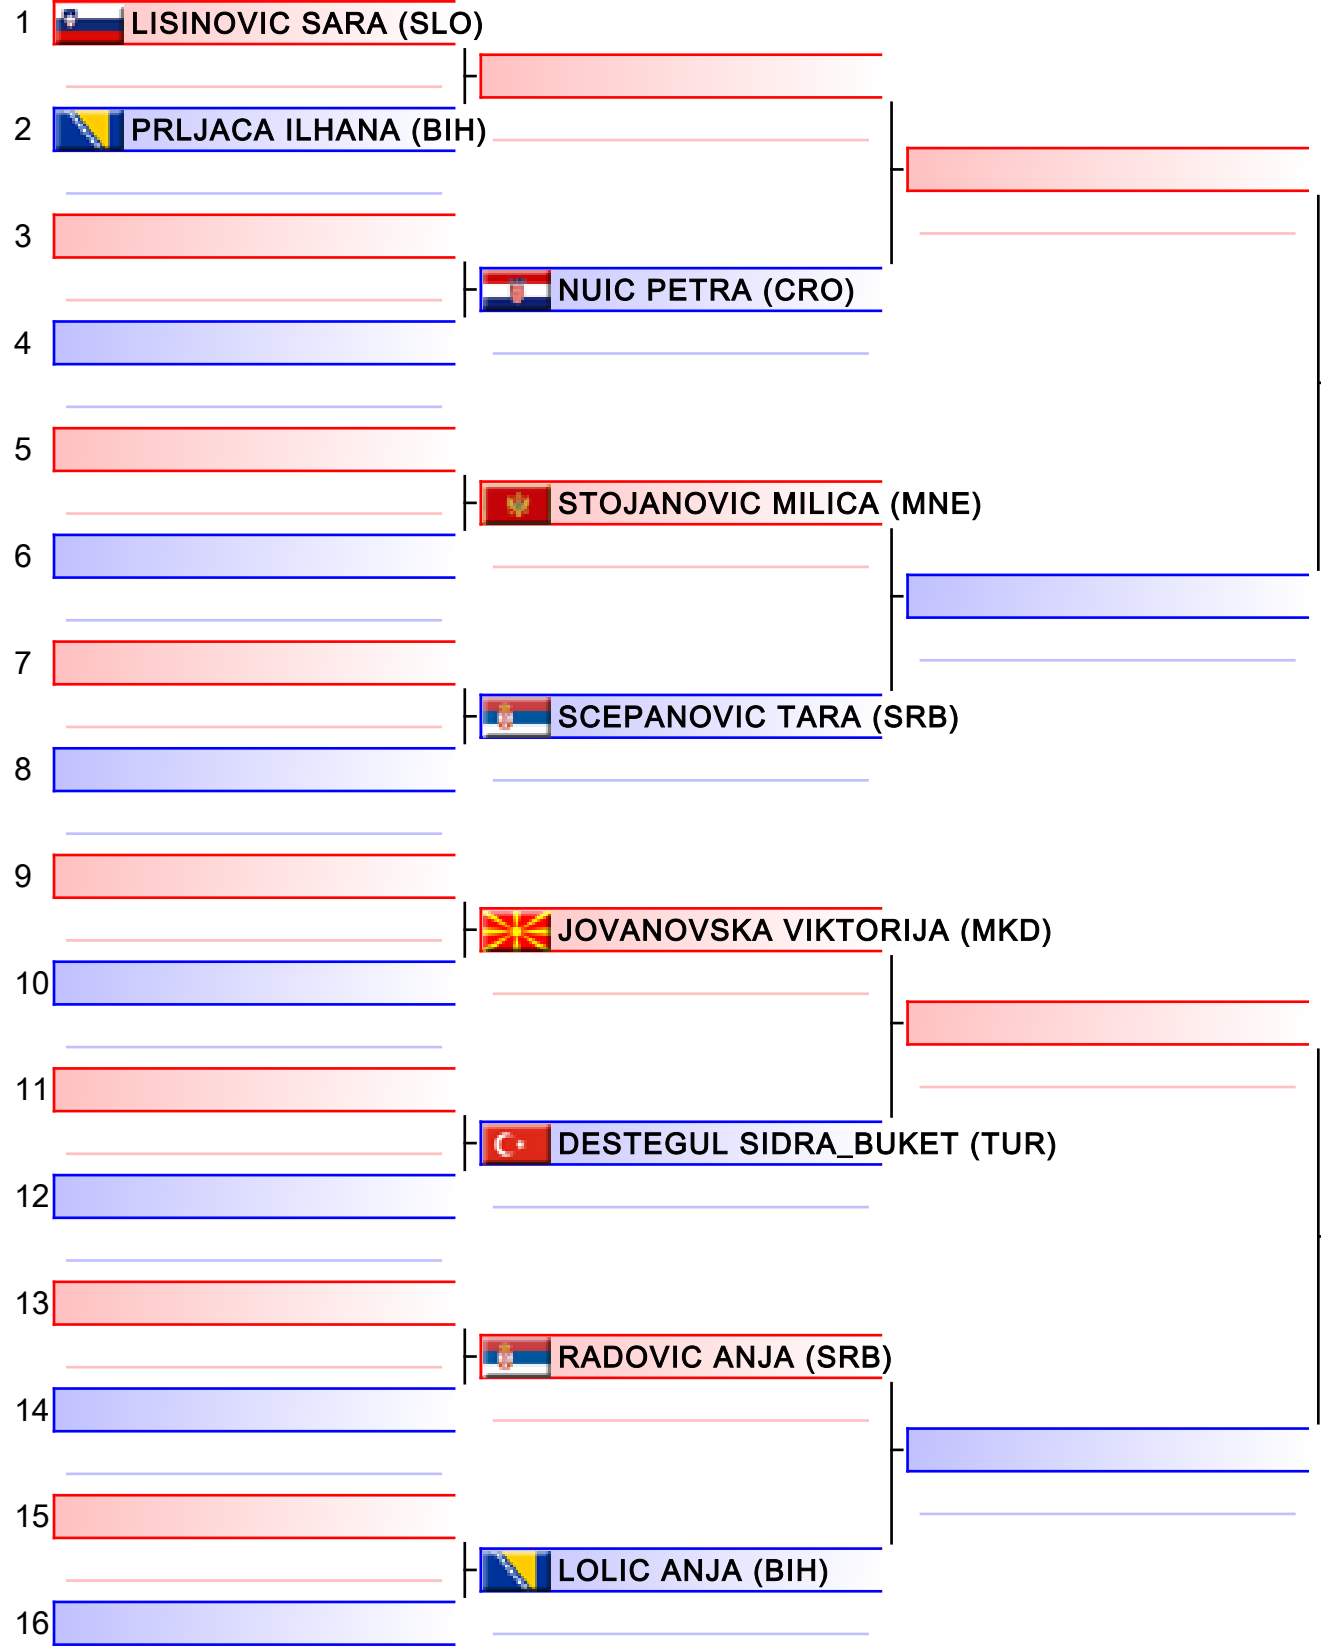 1 LISINOVIC SARA (SLO)
2 PRLJACA ILHANA (BIH)
3
NUIC PETRA (CRO)
4
5
STOJANOVIC MILICA (MNE)
6
7
SCEPANOVIC TARA (SRB)
8
9
JOVANOVSKA VIKTORIJA (MKD)
10
11
DESTEGUL SIDRA_BUKET (TUR)
12
13
RADOVIC ANJA (SRB)
14
15
LOLIC ANJA (BIH)
16